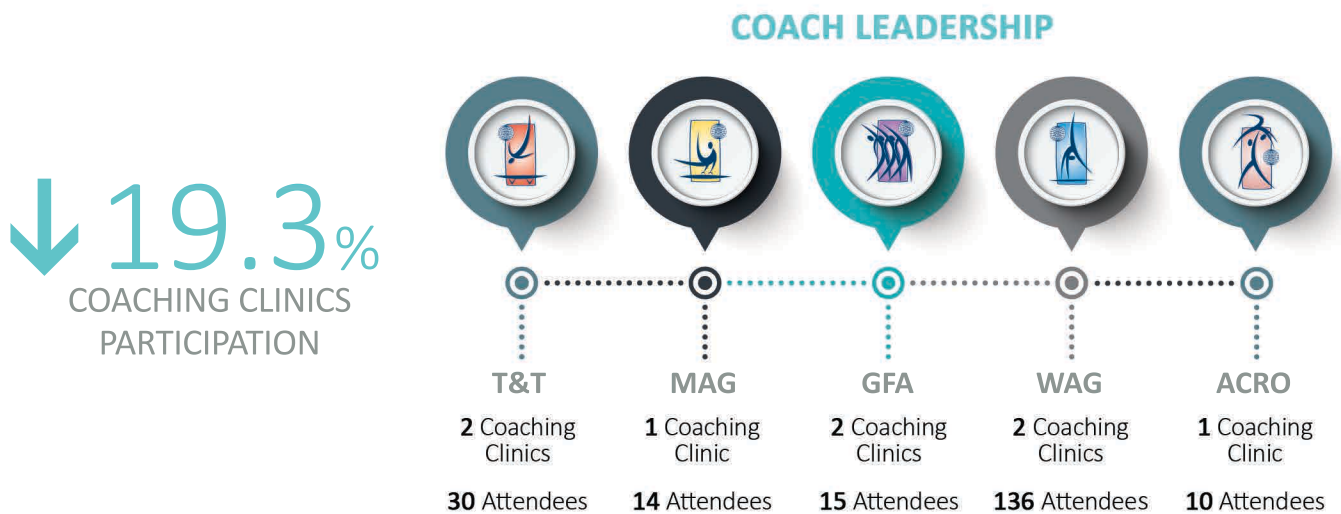 COACH LEADERSHIP
19.3%
COACHING CLINICS
PARTICIPATION
T&T
2 Coaching
Clinics
30 Attendees
MAG
1 Coaching
Clinic
14 Attendees
GFA
2 Coaching
Clinics
15 Attendees
WAG
2 Coaching
Clinics
136 Attendees
ACRO
1 Coaching
Clinic
10 Attendees